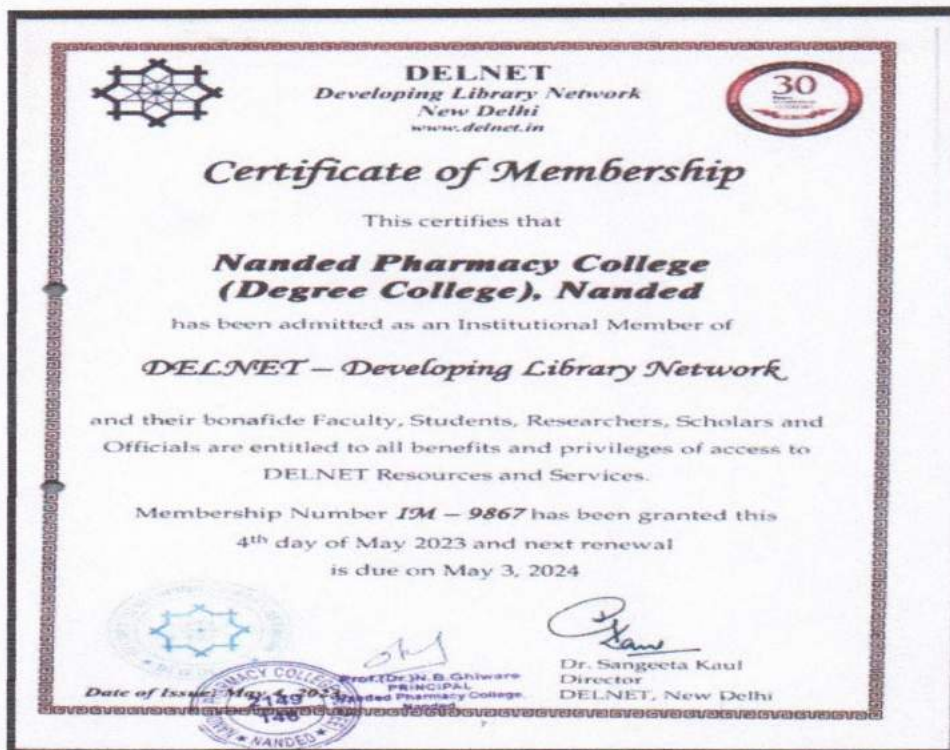 DELNET
Developing Library Network
New Delhi
www.delnet.in
30
Certificate of Membership
This certifies that
Nanded Pharmacy College
(Degree College), Nanded
has been admitted as an Institutional Member of
DELNET – Developing Library Network
and their bonafide Faculty, Students, Researchers, Scholars and
Officials are entitled to all benefits and privileges of access to
DELNET Resources and Services.
Membership Number IM – 9867 has been granted this
4th day of May 2023 and next renewal
is due on May 3, 2024
Dr. Sangeeta Kaul
Director
DELNET, New Delhi
Prof.(Dr.)N.B.Ghiware
PRINCIPAL
Nanded Pharmacy College,
Nanded
Date of Issue: May 4, 2023
PHARMACY COLLEGE
149
146
NANDED